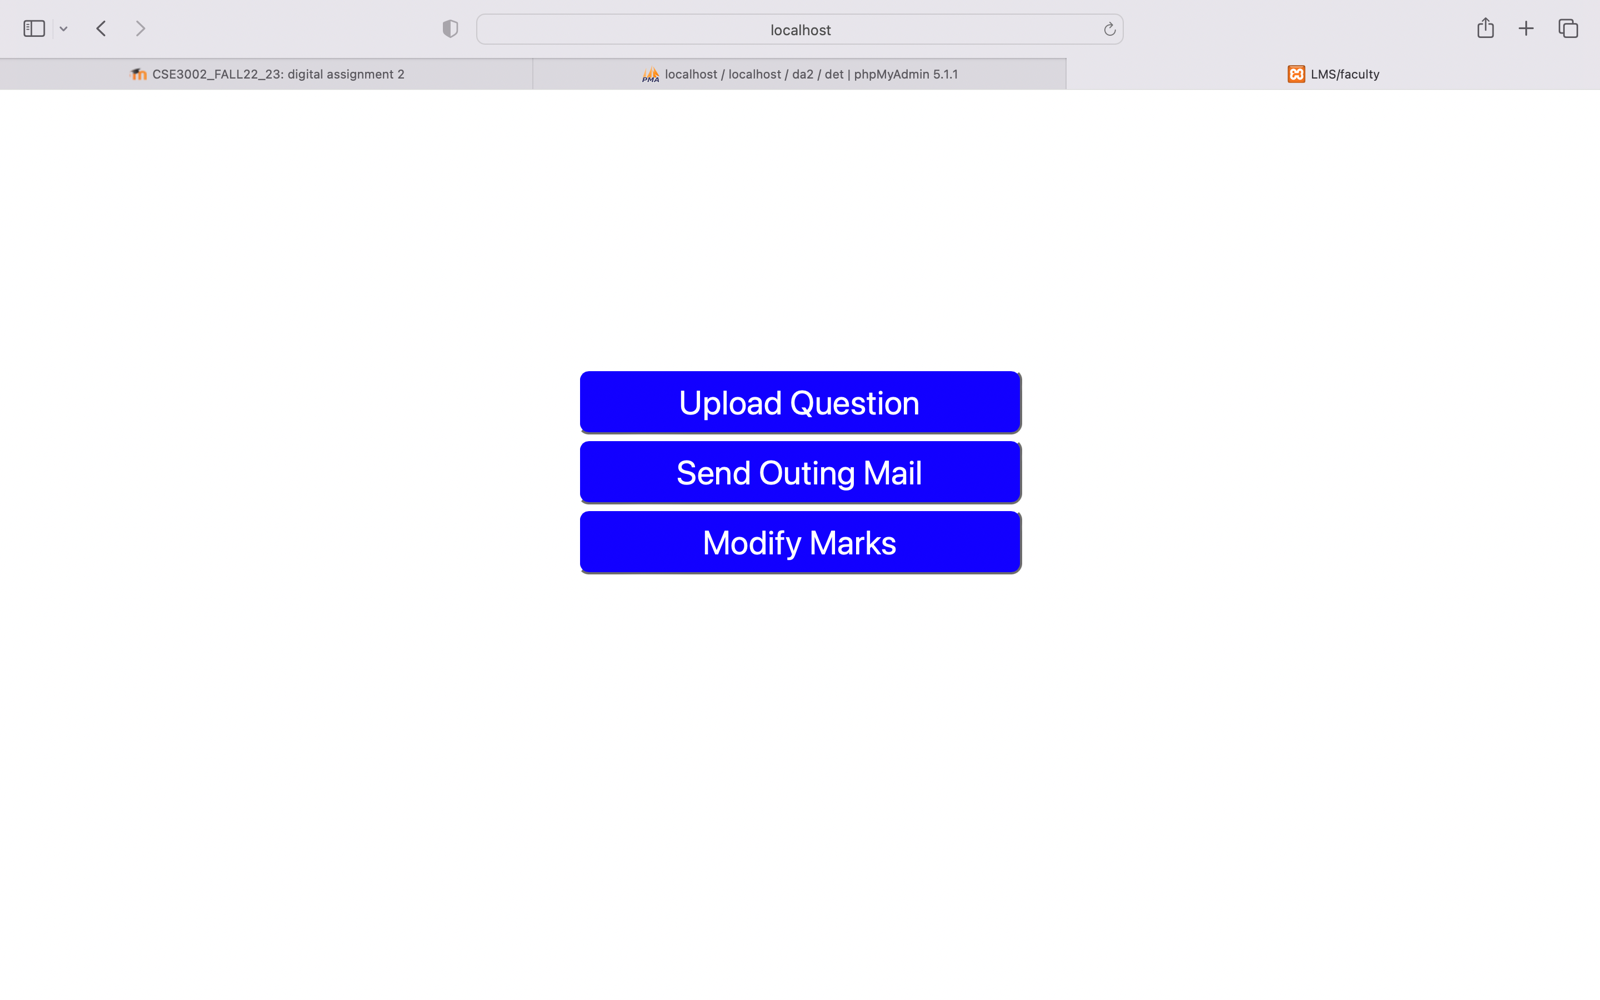 localhost
CSE3002_FALL22_23: digital assignment 2
PMA localhost / localhost / da2 / det | phpMyAdmin 5.1.1
LMS/faculty
Upload Question
Send Outing Mail
Modify Marks